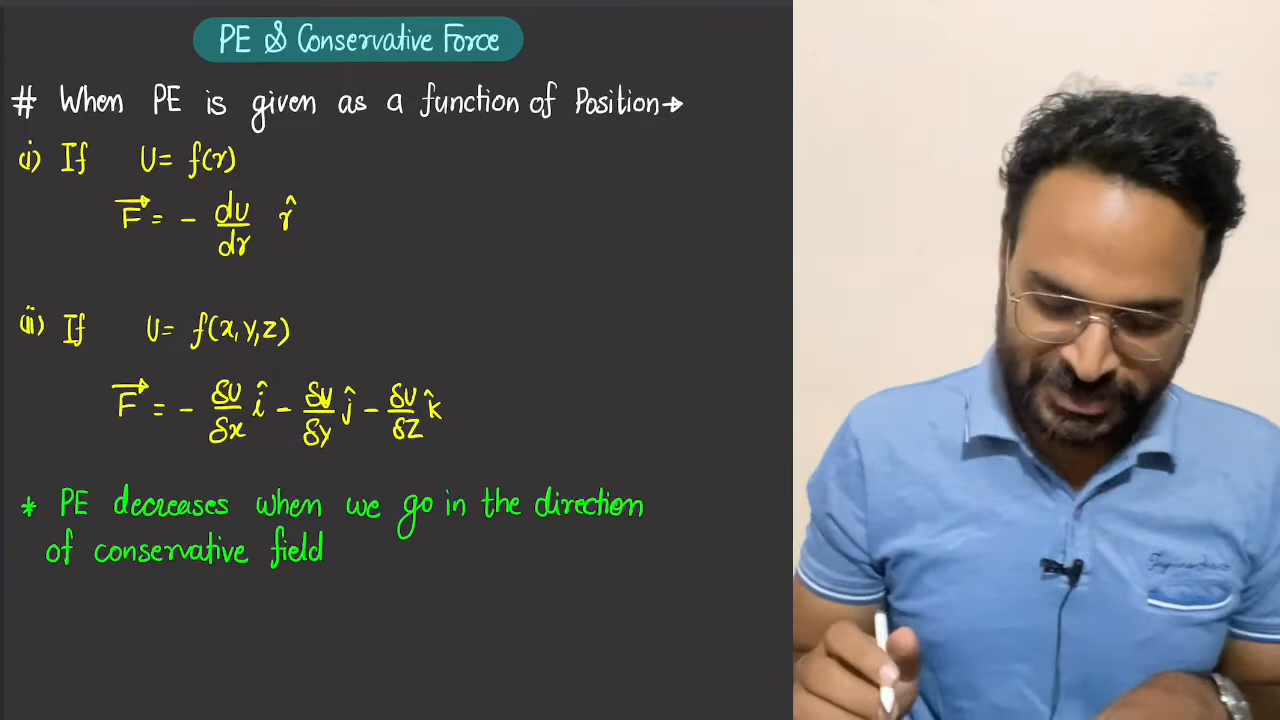 PE & Conservative Force
# When PE is given as a function of Position→
(i) If U = f(r)
F⃗ = - dU/dr r̂
(ii) If U = f(x,y,z)
F⃗ = - δU/δx î - δU/δy ĵ - δU/δz k̂
* PE decreases when we go in the direction
of conservative field